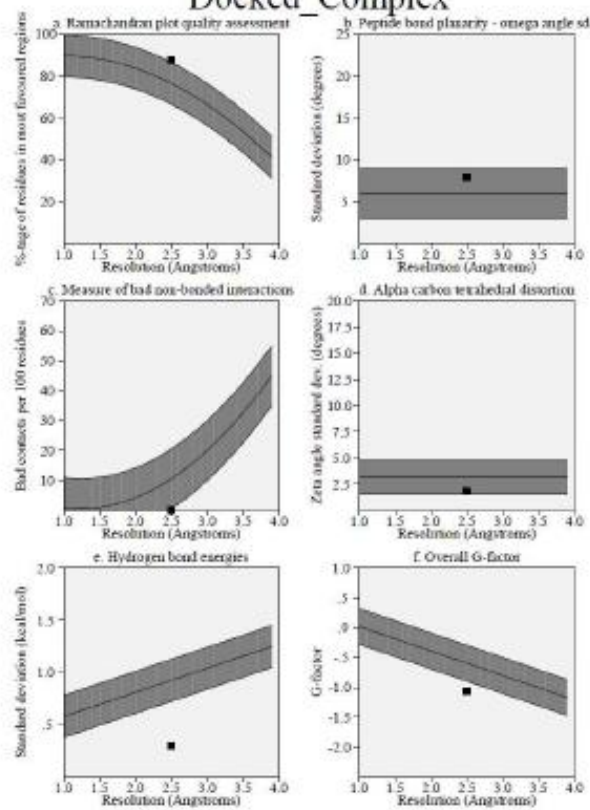 Docked_Complex
a. Ramachandran plot quality assessment
%-tage of residues in most favoured regions
100
80
60
40
20
1.0 1.5 2.0 2.5 3.0 3.5 4.0
Resolution (Angstroms)
b. Peptide bond planarity - omega angle sd
Standard deviation (degrees)
25
20
15
10
5
1.0 1.5 2.0 2.5 3.0 3.5 4.0
Resolution (Angstroms)
c. Measure of bad non-bonded interactions
Bad contacts per 100 residues
70
60
50
40
30
20
10
1.0 1.5 2.0 2.5 3.0 3.5 4.0
Resolution (Angstroms)
d. Alpha carbon tetrahedral distortion
Zeta angle standard dev. (degrees)
20.0
17.5
15.0
12.5
10.0
7.5
5.0
2.5
1.0 1.5 2.0 2.5 3.0 3.5 4.0
Resolution (Angstroms)
e. Hydrogen bond energies
Standard deviation (kcal/mol)
2.0
1.5
1.0
.5
1.0 1.5 2.0 2.5 3.0 3.5 4.0
Resolution (Angstroms)
f. Overall G-factor
G-factor
1.0
.5
.0
-.5
-1.0
-1.5
-2.0
1.0 1.5 2.0 2.5 3.0 3.5 4.0
Resolution (Angstroms)